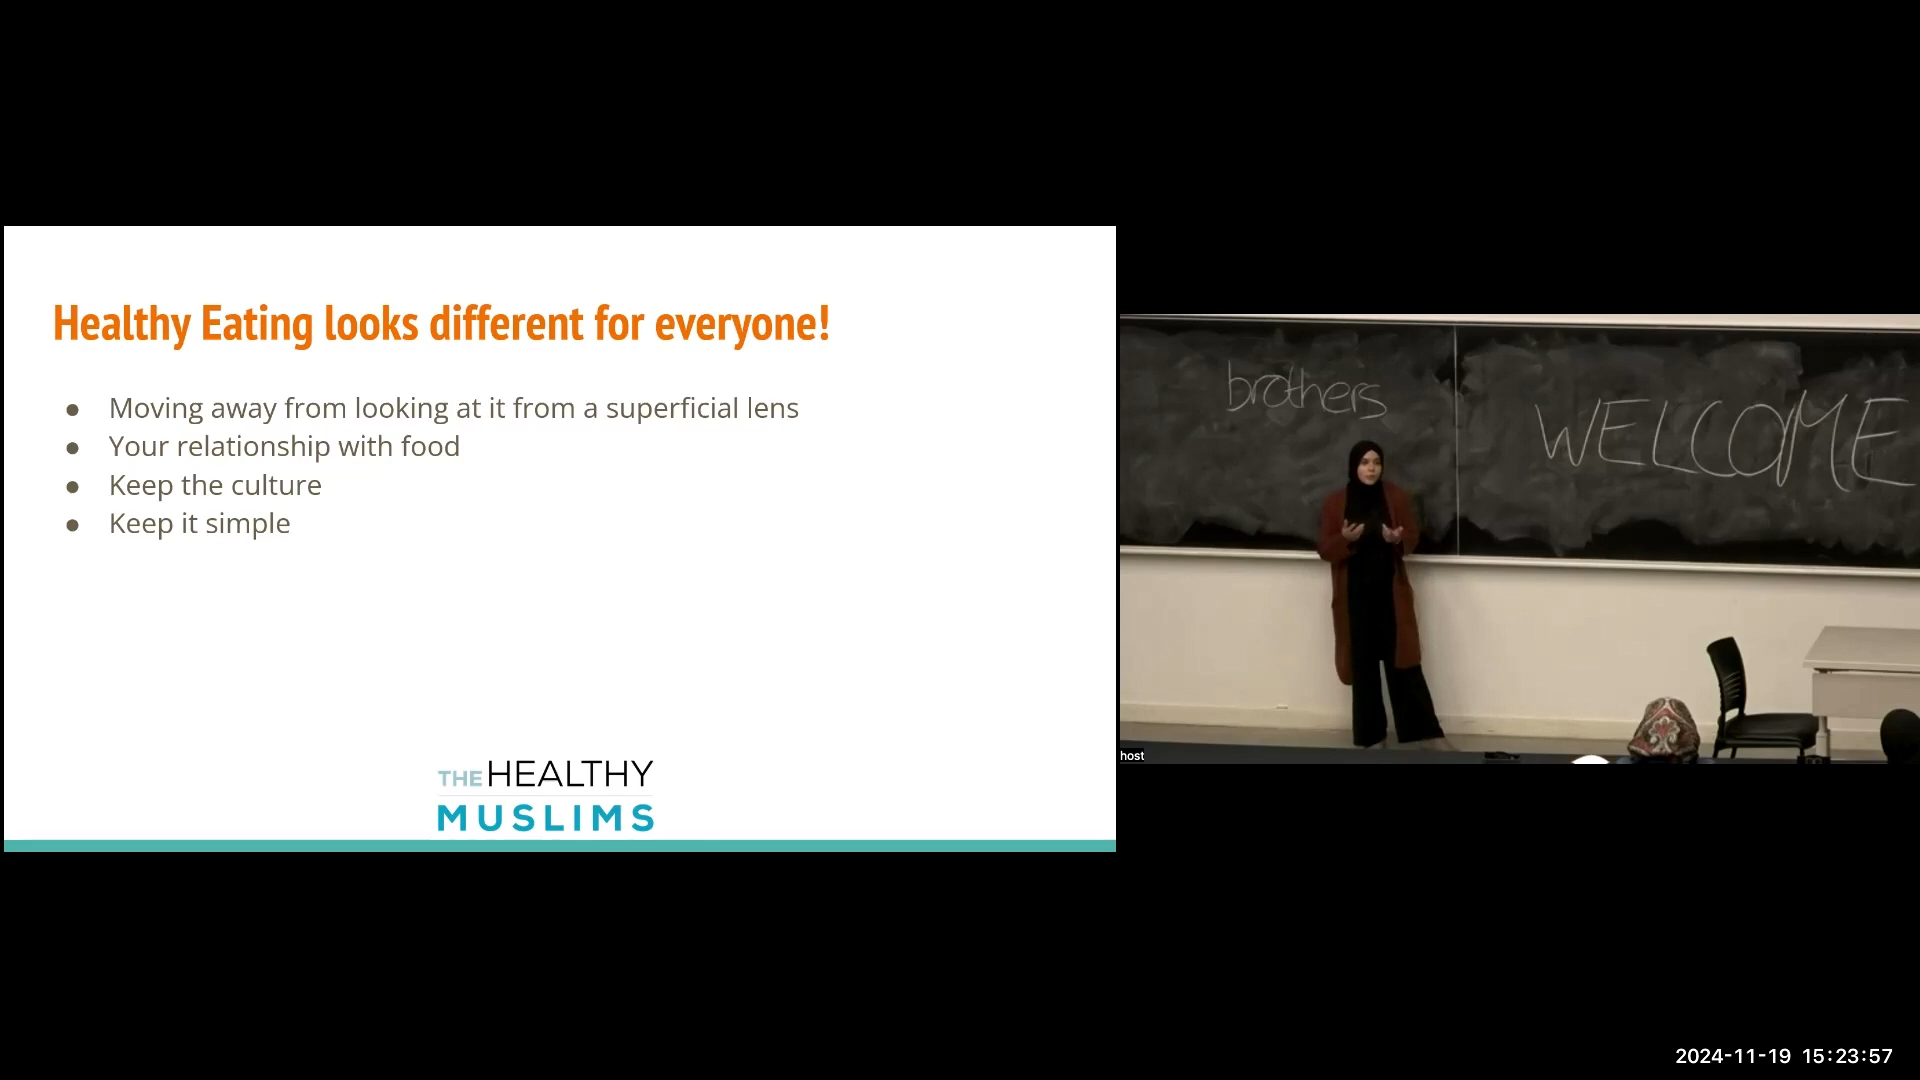 Healthy Eating looks different for everyone!
● Moving away from looking at it from a superficial lens
● Your relationship with food
● Keep the culture
● Keep it simple
THE HEALTHY
MUSLIMS
brothers
WELCOME
host
2024-11-19 15:23:57